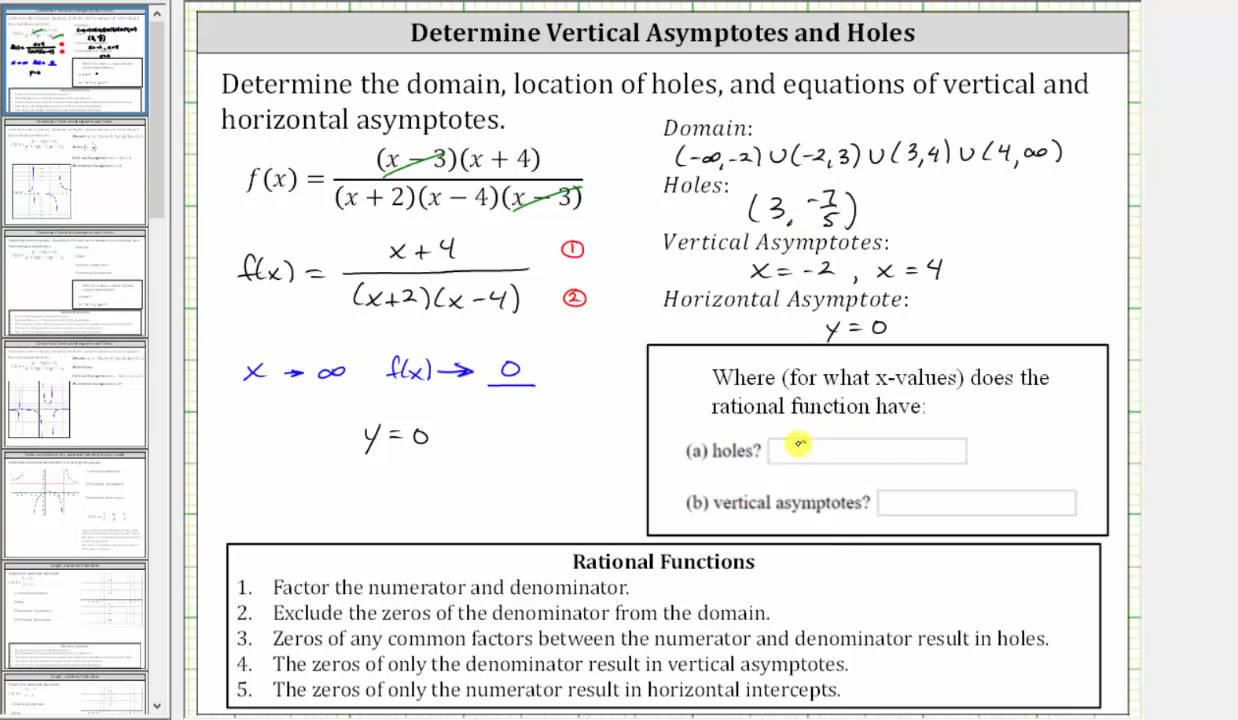 Determine Vertical Asymptotes and Holes
Determine the domain, location of holes, and equations of vertical and
horizontal asymptotes.
f(x) = (x − 3)(x + 4) / (x + 2)(x − 4)(x − 3)
f(x) = x + 4 / (x+2)(x −4)
①
②
x → ∞ f(x) → 0
y = 0
Domain:
(-∞, -2) ∪ (-2, 3) ∪ (3, 4) ∪ (4, ∞)
Holes:
(3, -7/5)
Vertical Asymptotes:
x = -2 , x = 4
Horizontal Asymptote:
y = 0
Where (for what x-values) does the
rational function have:
(a) holes?
(b) vertical asymptotes?
Rational Functions
1. Factor the numerator and denominator.
2. Exclude the zeros of the denominator from the domain.
3. Zeros of any common factors between the numerator and denominator result in holes.
4. The zeros of only the denominator result in vertical asymptotes.
5. The zeros of only the numerator result in horizontal intercepts.